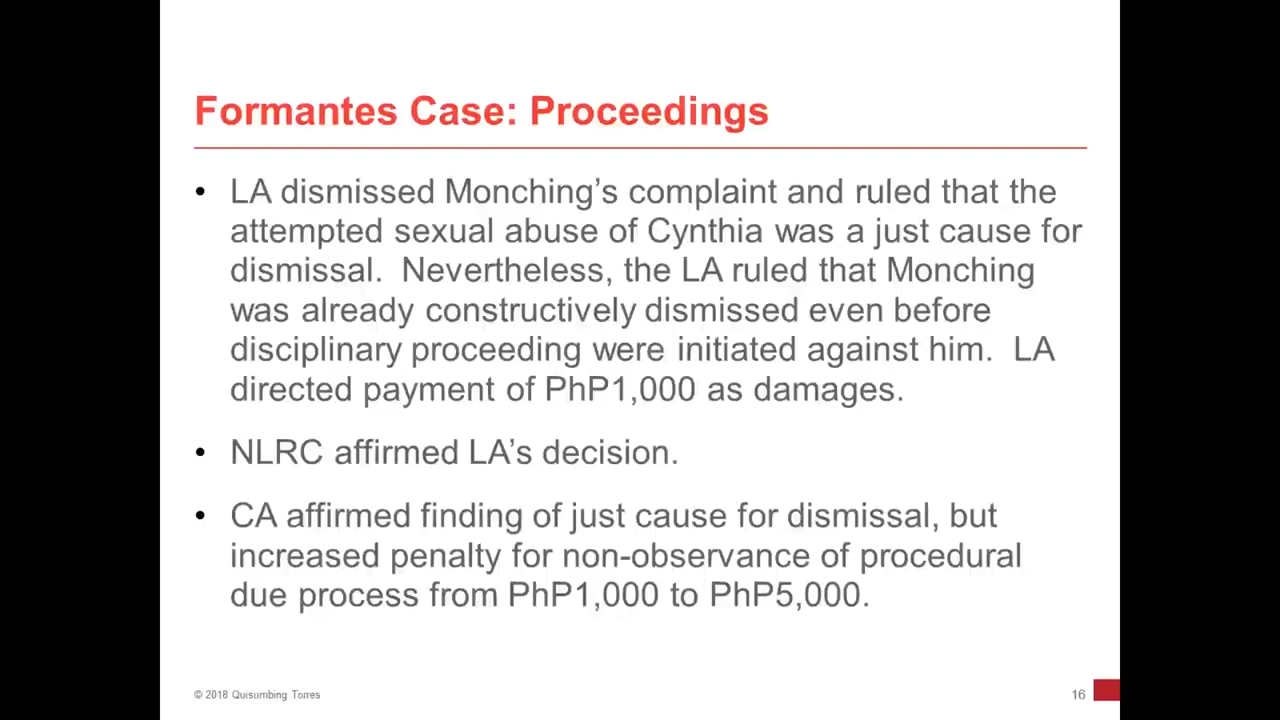 Formantes Case: Proceedings
• LA dismissed Monching’s complaint and ruled that the
attempted sexual abuse of Cynthia was a just cause for
dismissal.  Nevertheless, the LA ruled that Monching
was already constructively dismissed even before
disciplinary proceeding were initiated against him.  LA
directed payment of PhP1,000 as damages.
• NLRC affirmed LA’s decision.
• CA affirmed finding of just cause for dismissal, but
increased penalty for non-observance of procedural
due process from PhP1,000 to PhP5,000.
© 2018 Quisumbing Torres
16